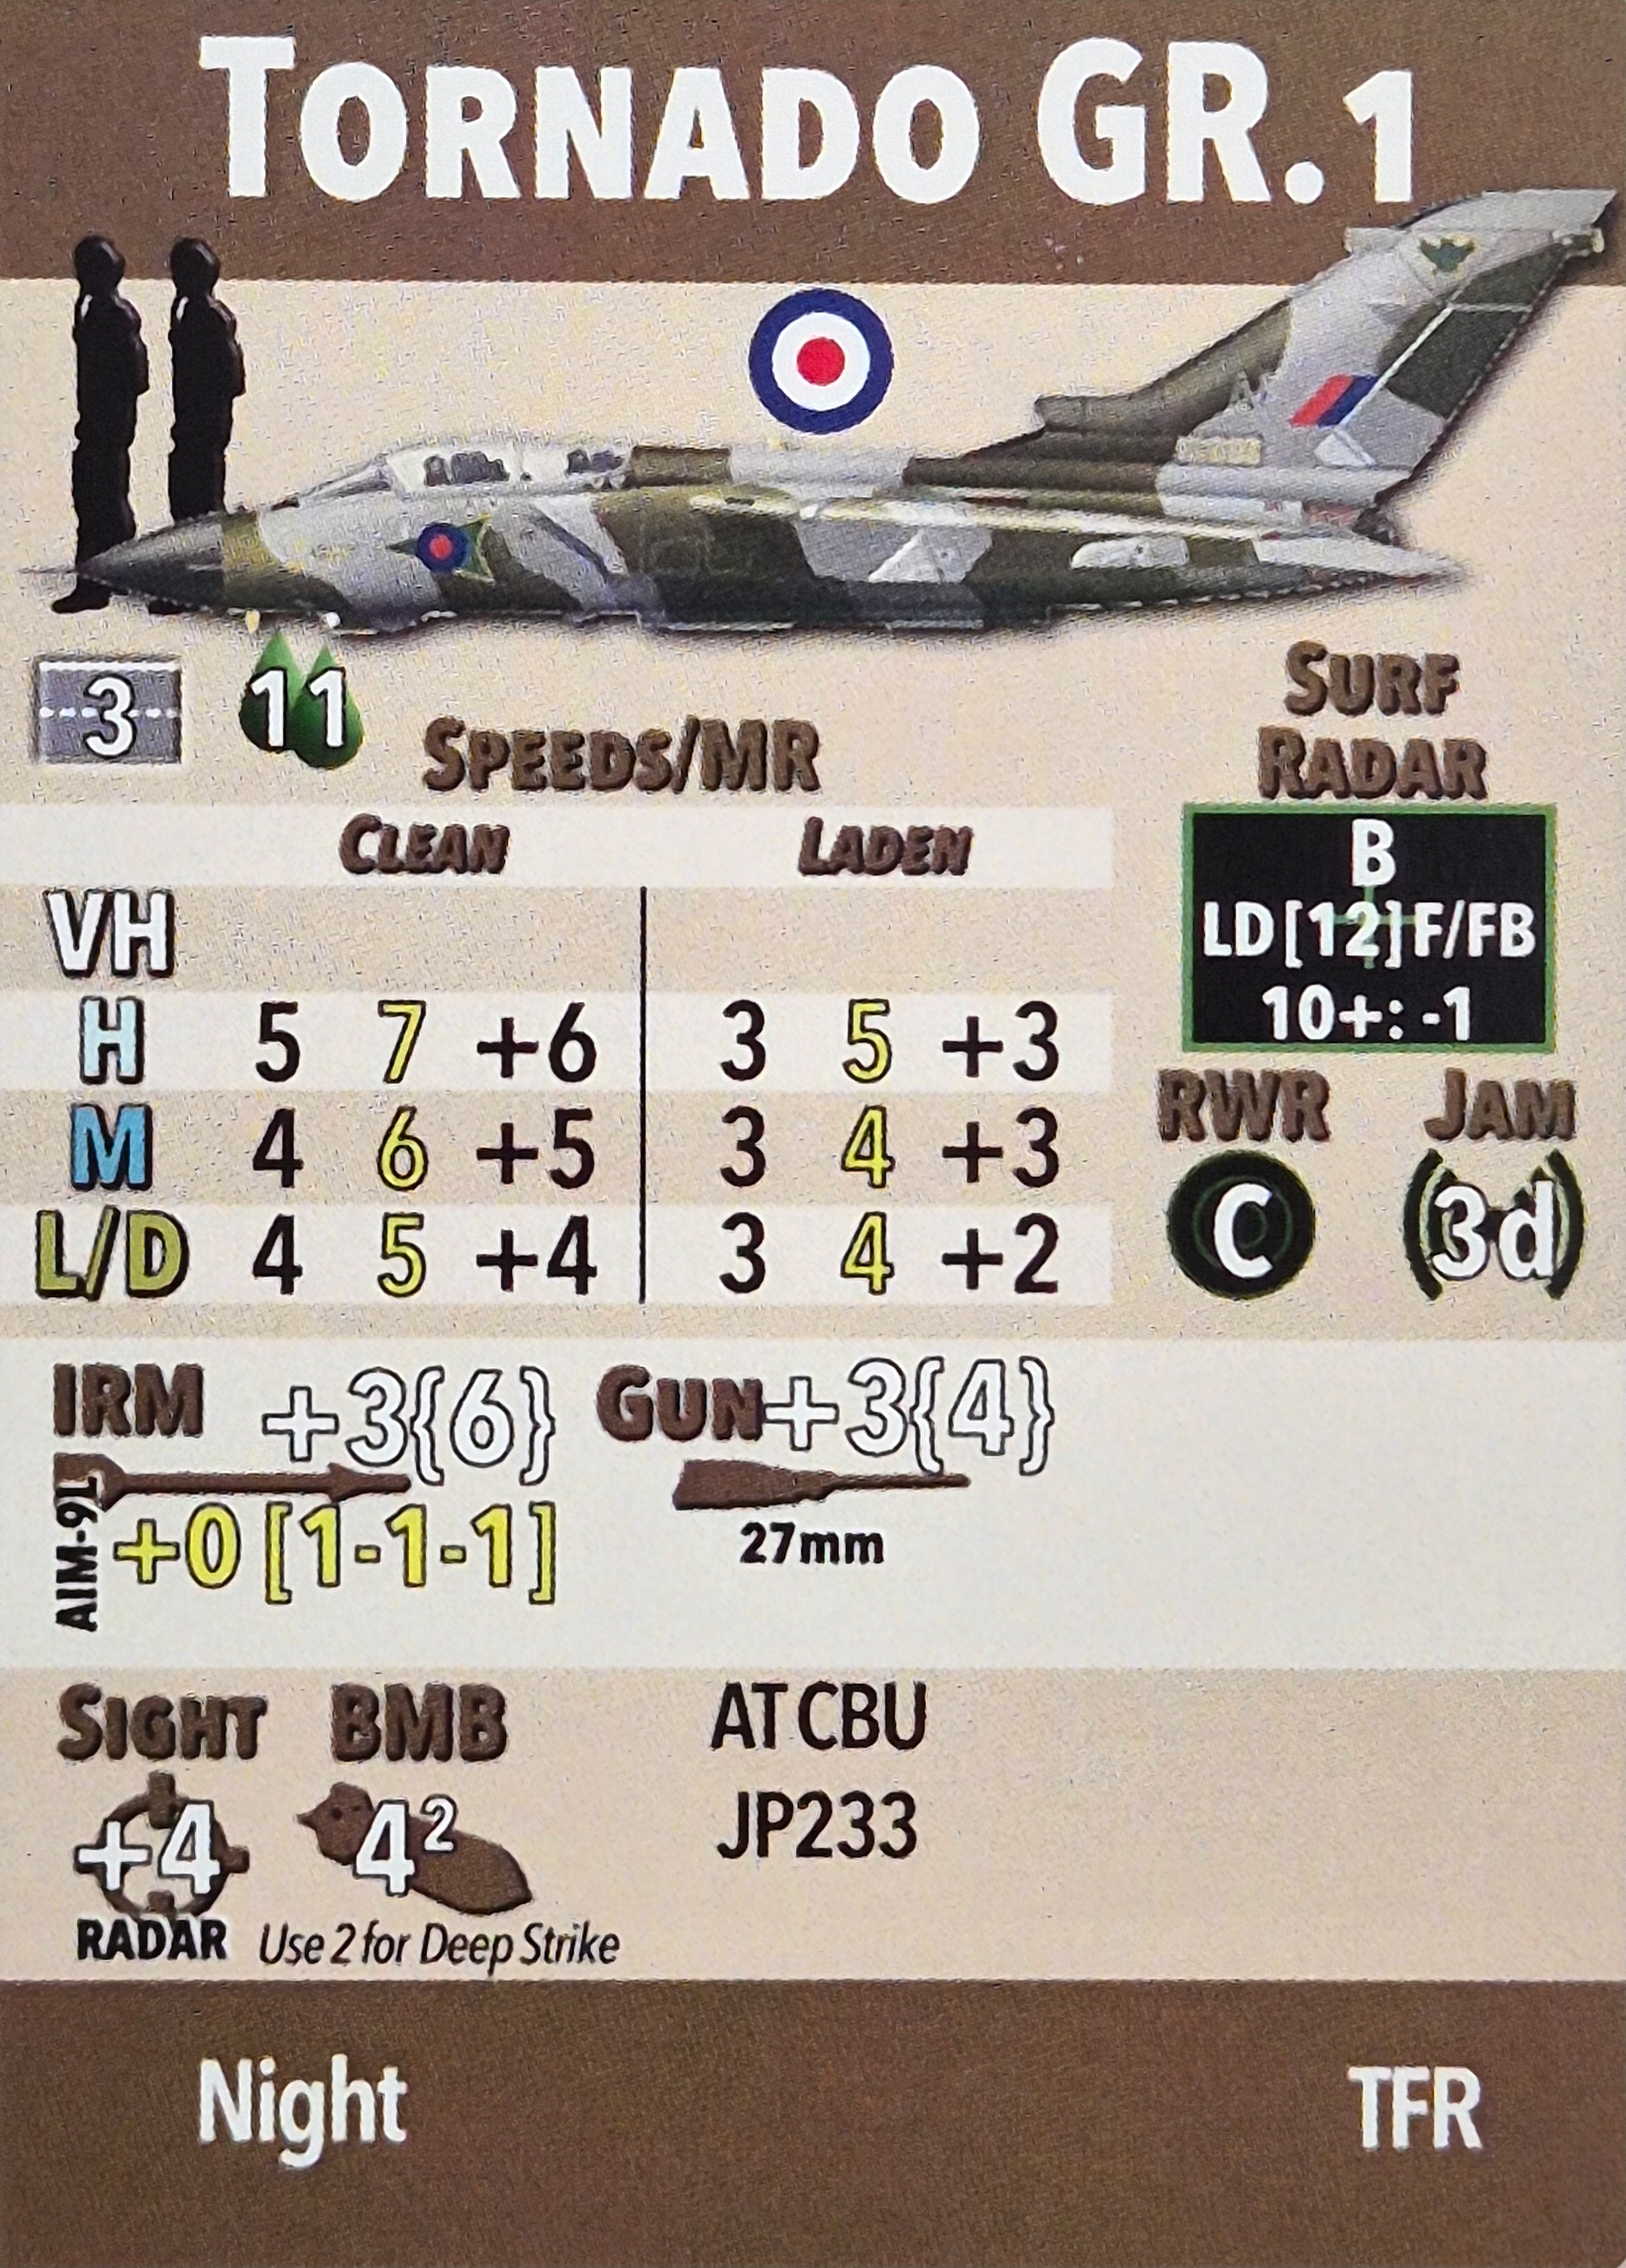 TORNADO GR.1
3 11
SPEEDS/MR
SURF
RADAR
CLEAN LADEN
B
LD[12]F/FB
10+: -1
VH
H 5 7 +6 3 5 +3
M 4 6 +5 3 4 +3
L/D 4 5 +4 3 4 +2
RWR JAM
C (3d)
IRM +3{6} GUN +3{4}
AIM-9L
+0 [1-1-1]
27mm
SIGHT BMB
+4 4²
RADAR Use 2 for Deep Strike
AT CBU
JP233
Night TFR